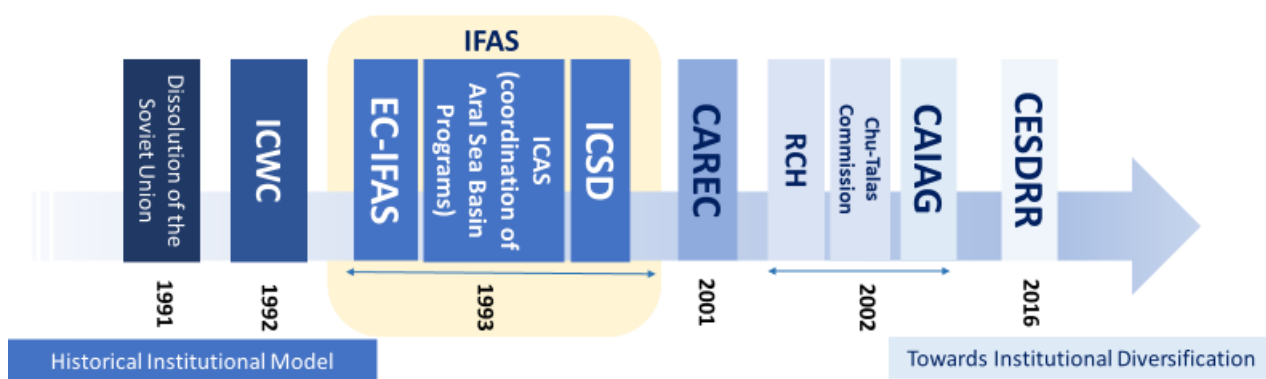 IFAS
Dissolution of the
Soviet Union
ICWC
EC-IFAS
ICAS
(coordination of
Aral Sea Basin
Programs)
ICSD
CAREC
RCH
Chu-Talas
Commission
CAIAG
CESDRR
1991
1992
1993
2001
2002
2016
Historical Institutional Model
Towards Institutional Diversification